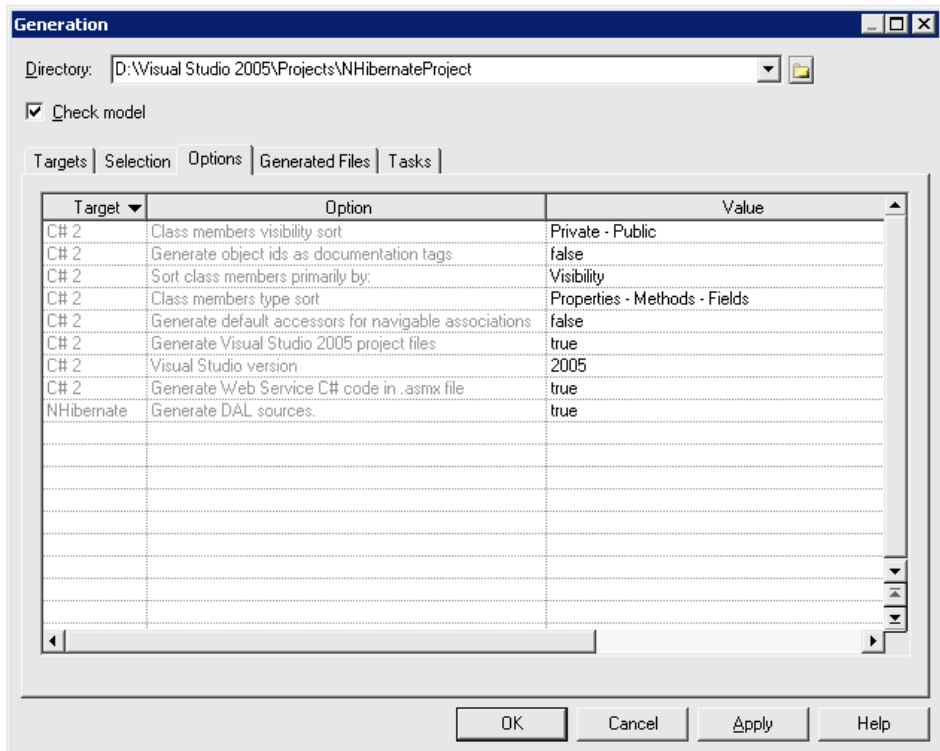 Generation
Directory: D:\Visual Studio 2005\Projects\NHibernateProject
Check model
Targets Selection Options Generated Files Tasks
Target Option Value
C# 2 Class members visibility sort Private - Public
C# 2 Generate object ids as documentation tags false
C# 2 Sort class members primarily by: Visibility
C# 2 Class members type sort Properties - Methods - Fields
C# 2 Generate default accessors for navigable associations false
C# 2 Generate Visual Studio 2005 project files true
C# 2 Visual Studio version 2005
C# 2 Generate Web Service C# code in .asmx file true
NHibernate Generate DAL sources. true
OK Cancel Apply Help